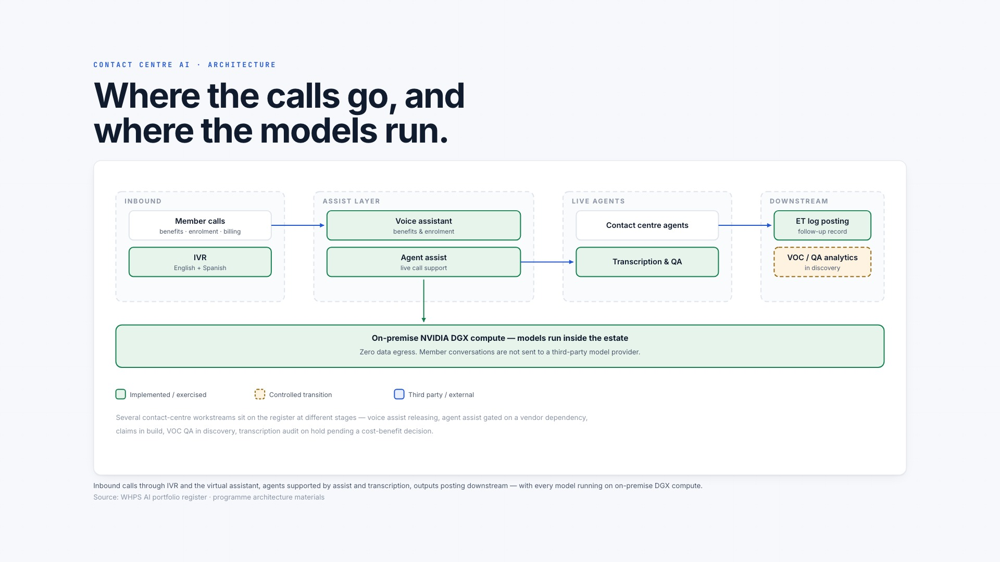 CONTACT CENTRE AI · ARCHITECTURE
Where the calls go, and
where the models run.
INBOUND
Member calls
benefits · enrolment · billing
IVR
English + Spanish
ASSIST LAYER
Voice assistant
benefits & enrolment
Agent assist
live call support
LIVE AGENTS
Contact centre agents
Transcription & QA
DOWNSTREAM
ET log posting
follow-up record
VOC / QA analytics
in discovery
On-premise NVIDIA DGX compute — models run inside the estate
Zero data egress. Member conversations are not sent to a third-party model provider.
Implemented / exercised
Controlled transition
Third party / external
Several contact-centre workstreams sit on the register at different stages — voice assist releasing, agent assist gated on a vendor dependency,
claims in build, VOC QA in discovery, transcription audit on hold pending a cost-benefit decision.
Inbound calls through IVR and the virtual assistant, agents supported by assist and transcription, outputs posting downstream — with every model running on on-premise DGX compute.
Source: WHPS AI portfolio register · programme architecture materials